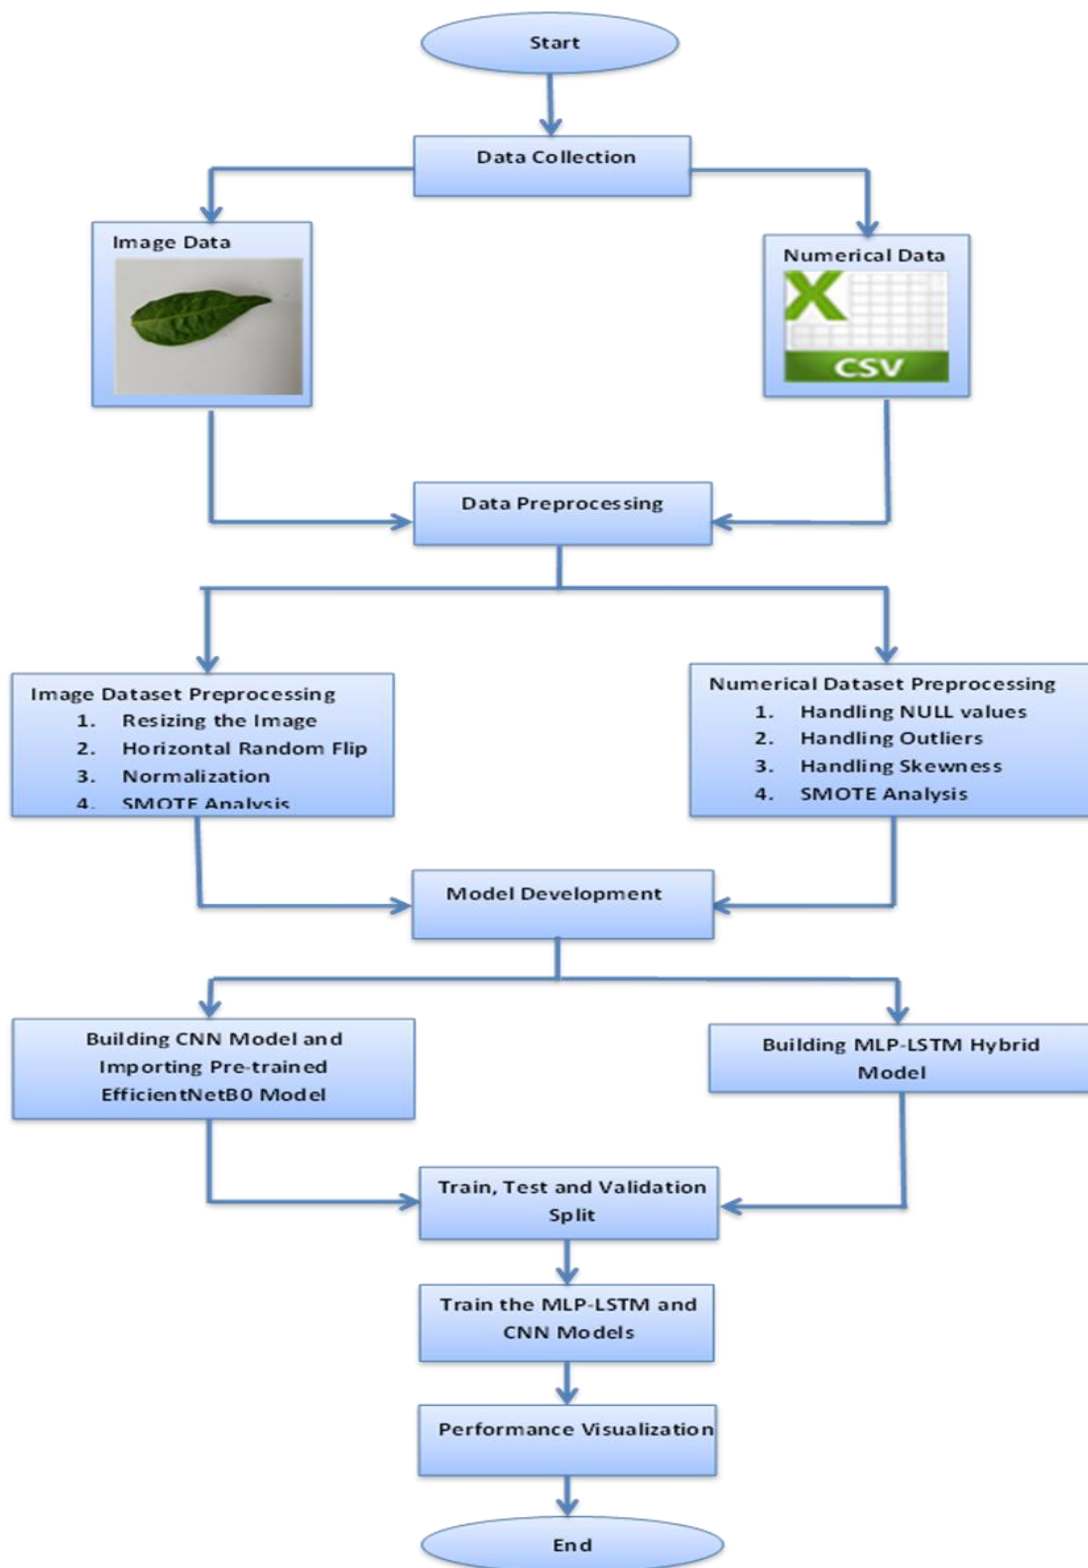 Start
Data Collection
Image Data
Numerical Data
X
CSV
Data Preprocessing
Image Dataset Preprocessing
1. Resizing the Image
2. Horizontal Random Flip
3. Normalization
4. SMOTE Analysis
Numerical Dataset Preprocessing
1. Handling NULL values
2. Handling Outliers
3. Handling Skewness
4. SMOTE Analysis
Model Development
Building CNN Model and
Importing Pre-trained
EfficientNetB0 Model
Building MLP-LSTM Hybrid
Model
Train, Test and Validation
Split
Train the MLP-LSTM and
CNN Models
Performance Visualization
End